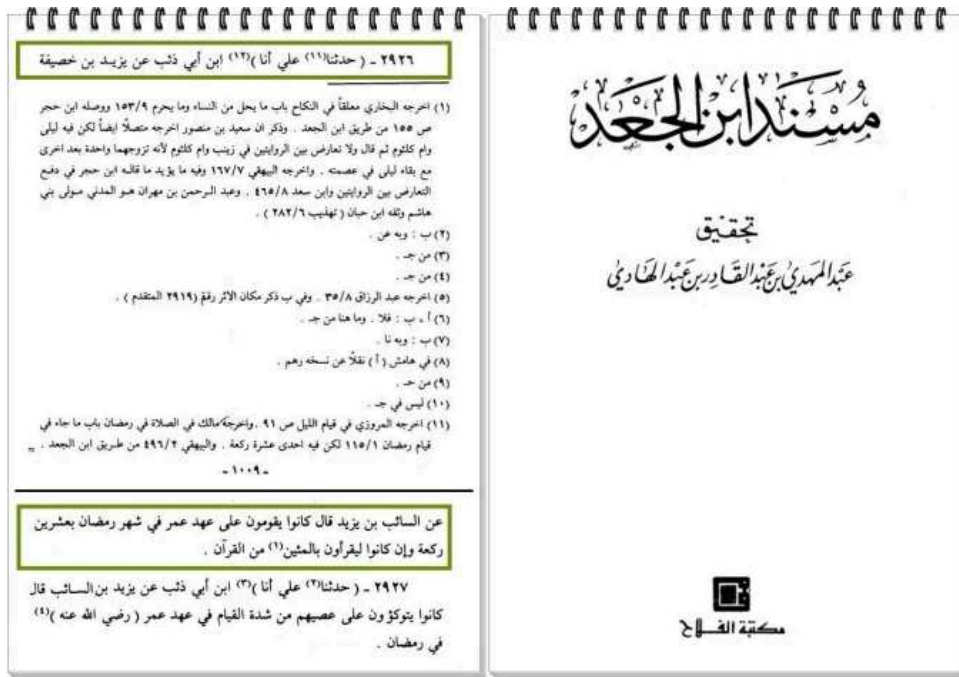 ٢٩٢٦ ـ ( حدثنا(١١) علي أنا )(١٢) ابن أبي ذئب عن يزيد بن خصيفة
(١) اخرجه البخاري معلقاً في النكاح باب ما يحل من النساء وما يحرم ١٥٣/٩ ووصله ابن حجر
ص ١٥٥ من طريق ابن الجعد . وذكر ان سعيد بن منصور اخرجه متصلاً ايضاً لكن فيه ليلى
وام كلثوم ثم قال ولا تعارض بين الروايتين في زينب وام كلثوم لأنه تزوجهما واحدة بعد اخرى
مع بقاء ليلى في عصمته . واخرجه البيهقي ١٦٧/٧ وفيه ما يؤيد ما قاله ابن حجر في دفع
التعارض بين الروايتين وابن سعد ٤٦٥/٨ . وعبد الرحمن بن مهران هو المدني مولى بني
هاشم وثقه ابن حبان ( تهذيب ٢٨٢/٦ ) .
(٢) ب : وبه عن .
(٣) من جـ .
(٤) من جـ .
(٥) اخرجه عبد الرزاق ٣٥/٨ . وفي ب ذكر مكان الاثر رقم (٢٩١٩ المتقدم ) .
(٦) أ ، ب : فلا . وما هنا من جـ .
(٧) ب : وبه نا .
(٨) في هامش ( أ ) نقلاً عن نسخه رهم .
(٩) من حـ .
(١٠) ليس في جـ .
(١١) اخرجه المروزي في قيام الليل ص ٩١ . واخرجه مالك في الصلاة في رمضان باب ما جاء في
قيام رمضان ١١٥/١ لكن فيه احدى عشرة ركعة . والبيهقي ٤٩٦/٢ من طريق ابن الجعد . =
ـ ١٠٠٩ ـ
عن السائب بن يزيد قال كانوا يقومون على عهد عمر في شهر رمضان بعشرين
ركعة وإن كانوا ليقرأون بالمئين(١) من القرآن .
٢٩٢٧ ـ ( حدثنا(٢) علي أنا )(٣) ابن أبي ذئب عن يزيد بن السائب قال
كانوا يتوكؤون على عصيهم من شدة القيام في عهد عمر ( رضي الله عنه )(٤)
في رمضان .
مسند ابن الجعد
تحقيق
عبد المهدي بن عبد القادر بن عبد الهادي
مكتبة الفلاح